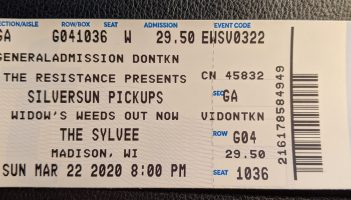 SECTION/AISLE ROW/BOX SEAT ADMISSION EVENT CODE
GA G041036 W 29.50 EWSV0322
GENERALADMISSION DONTKN
THE RESISTANCE PRESENTS CN 45832
SILVERSUN PICKUPS SEC GA
WIDOW'S WEEDS OUT NOW VIDONTKN
THE SYLVEE ROW G04
MADISON, WI 29.50
SUN MAR 22 2020 8:00 PM SEAT 1036
2161785849 49